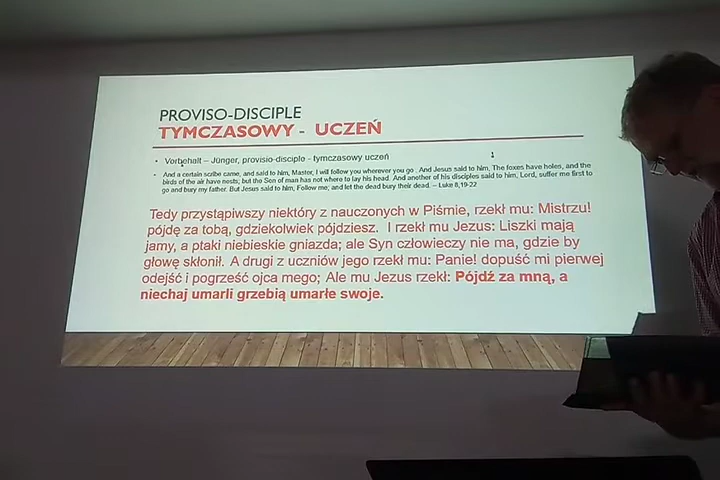 PROVISO-DISCIPLE
TYMCZASOWY - UCZEŃ
• Vorbehalt – Jünger, provisio-disciple - tymczasowy uczeń
• And a certain scribe came, and said to him, Master, I will follow you wherever you go . And Jesus said to him, The foxes have holes, and the
birds of the air have nests; but the Son of man has not where to lay his head. And another of his disciples said to him, Lord, suffer me first to
go and bury my father. But Jesus said to him, Follow me; and let the dead bury their dead. – Luke 8,19-22
Tedy przystąpiwszy niektóry z nauczonych w Piśmie, rzekł mu: Mistrzu!
pójdę za tobą, gdziekolwiek pójdziesz. I rzekł mu Jezus: Liszki mają
jamy, a ptaki niebieskie gniazda; ale Syn człowieczy nie ma, gdzie by
głowę skłonił. A drugi z uczniów jego rzekł mu: Panie! dopuść mi pierwej
odejść i pogrześć ojca mego; Ale mu Jezus rzekł: Pójdź za mną, a
niechaj umarli grzebią umarłe swoje.